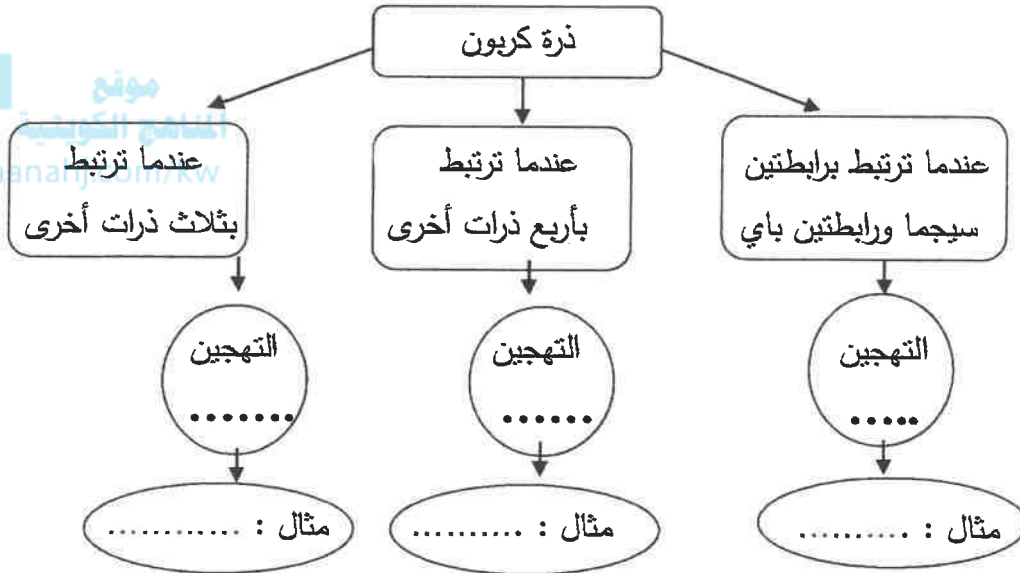 ذرة كربون
موقع
المناهج الكويتية
عندما ترتبط برابطتين
سيجما ورابطتين باي
عندما ترتبط
بأربع ذرات أخرى
عندما ترتبط
بثلاث ذرات أخرى
التهجين
.....
التهجين
......
التهجين
.......
مثال : ..........
مثال : ..........
مثال : ............